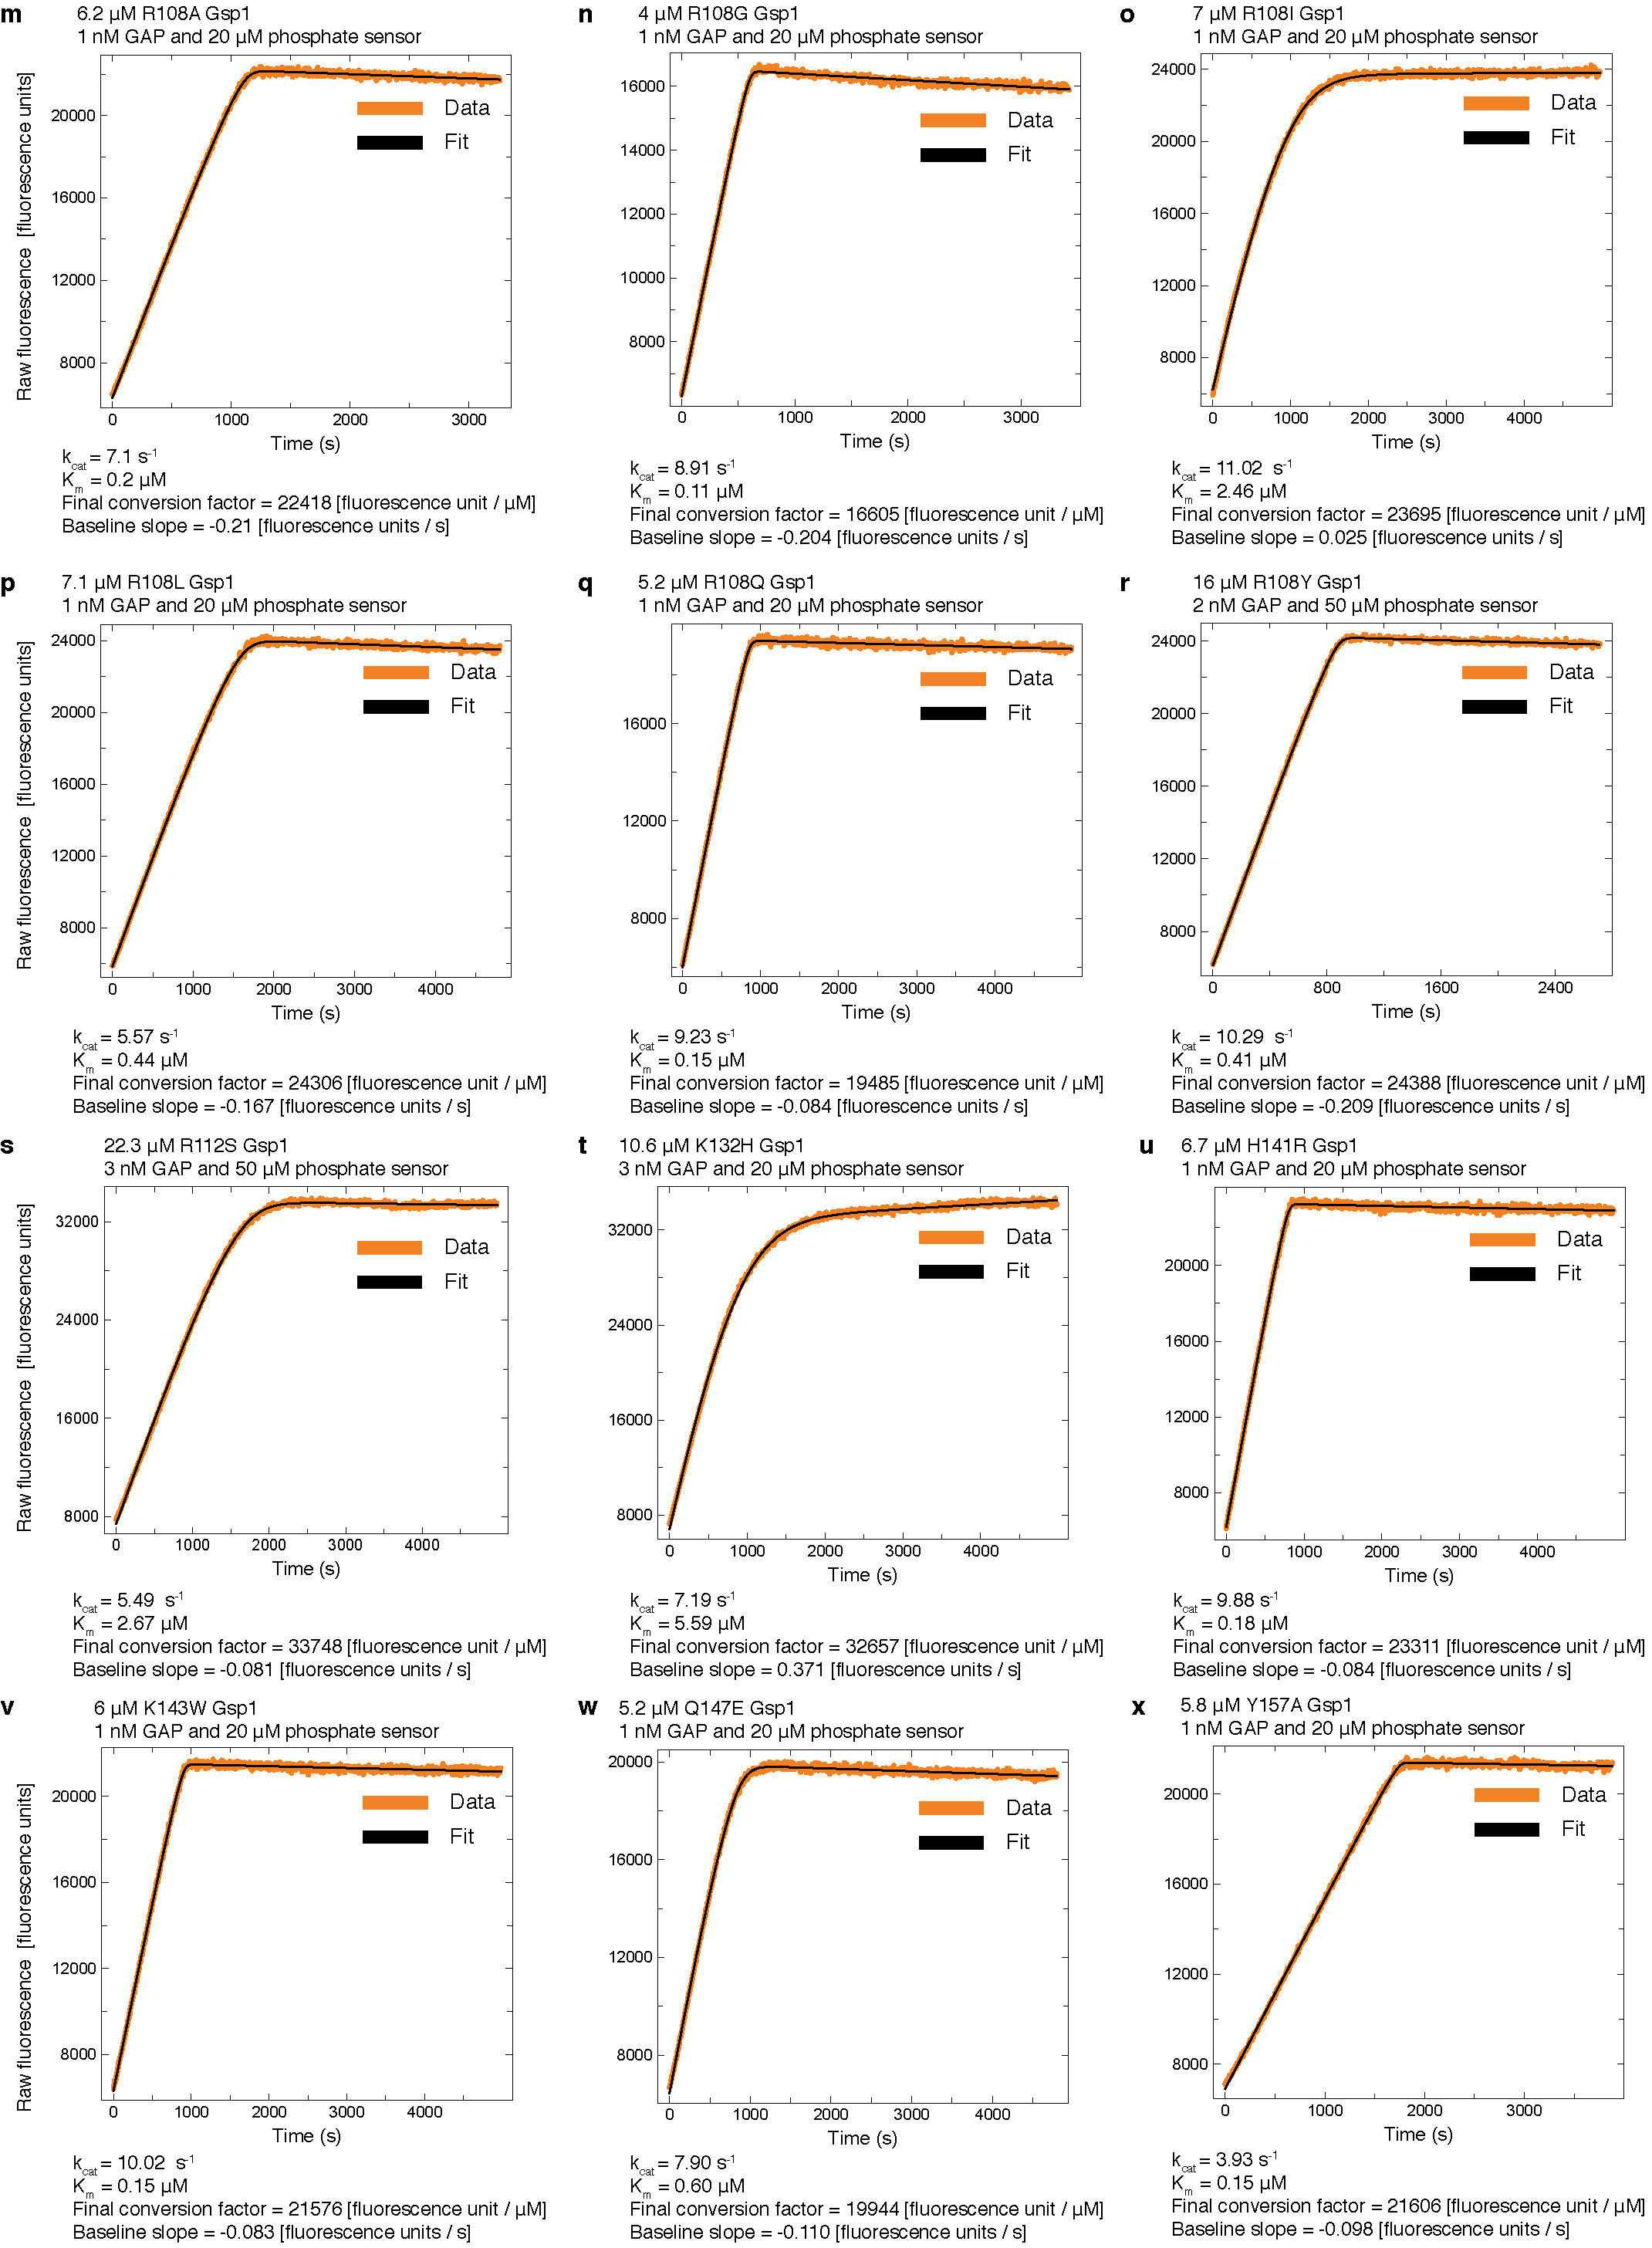 m
6.2 µM R108A Gsp1
1 nM GAP and 20 µM phosphate sensor
Raw fluorescence [fluorescence units]
20000
16000
12000
8000
Data
Fit
0 1000 2000 3000
Time (s)
kcat = 7.1 s-1
Km = 0.2 µM
Final conversion factor = 22418 [fluorescence unit / µM]
Baseline slope = -0.21 [fluorescence units / s]
n
4 µM R108G Gsp1
1 nM GAP and 20 µM phosphate sensor
16000
14000
12000
10000
8000
Data
Fit
0 1000 2000 3000
Time (s)
kcat = 8.91 s-1
Km = 0.11 µM
Final conversion factor = 16605 [fluorescence unit / µM]
Baseline slope = -0.204 [fluorescence units / s]
o
7 µM R108I Gsp1
1 nM GAP and 20 µM phosphate sensor
24000
20000
16000
12000
8000
Data
Fit
0 1000 2000 3000 4000
Time (s)
kcat = 11.02 s-1
Km = 2.46 µM
Final conversion factor = 23695 [fluorescence unit / µM]
Baseline slope = 0.025 [fluorescence units / s]
p
7.1 µM R108L Gsp1
1 nM GAP and 20 µM phosphate sensor
Raw fluorescence [fluorescence units]
24000
20000
16000
12000
8000
Data
Fit
0 1000 2000 3000 4000
Time (s)
kcat = 5.57 s-1
Km = 0.44 µM
Final conversion factor = 24306 [fluorescence unit / µM]
Baseline slope = -0.167 [fluorescence units / s]
q
5.2 µM R108Q Gsp1
1 nM GAP and 20 µM phosphate sensor
16000
12000
8000
Data
Fit
0 1000 2000 3000 4000
Time (s)
kcat = 9.23 s-1
Km = 0.15 µM
Final conversion factor = 19485 [fluorescence unit / µM]
Baseline slope = -0.084 [fluorescence units / s]
r
16 µM R108Y Gsp1
2 nM GAP and 50 µM phosphate sensor
24000
20000
16000
12000
8000
Data
Fit
0 800 1600 2400
Time (s)
kcat = 10.29 s-1
Km = 0.41 µM
Final conversion factor = 24388 [fluorescence unit / µM]
Baseline slope = -0.209 [fluorescence units / s]
s
22.3 µM R112S Gsp1
3 nM GAP and 50 µM phosphate sensor
Raw fluorescence [fluorescence units]
32000
24000
16000
8000
Data
Fit
0 1000 2000 3000 4000
Time (s)
kcat = 5.49 s-1
Km = 2.67 µM
Final conversion factor = 33748 [fluorescence unit / µM]
Baseline slope = -0.081 [fluorescence units / s]
t
10.6 µM K132H Gsp1
3 nM GAP and 20 µM phosphate sensor
32000
24000
16000
8000
Data
Fit
0 1000 2000 3000 4000
Time (s)
kcat = 7.19 s-1
Km = 5.59 µM
Final conversion factor = 32657 [fluorescence unit / µM]
Baseline slope = 0.371 [fluorescence units / s]
u
6.7 µM H141R Gsp1
1 nM GAP and 20 µM phosphate sensor
20000
16000
12000
8000
Data
Fit
0 1000 2000 3000 4000
Time (s)
kcat = 9.88 s-1
Km = 0.18 µM
Final conversion factor = 23311 [fluorescence unit / µM]
Baseline slope = -0.084 [fluorescence units / s]
v
6 µM K143W Gsp1
1 nM GAP and 20 µM phosphate sensor
Raw fluorescence [fluorescence units]
20000
16000
12000
8000
Data
Fit
0 1000 2000 3000 4000
Time (s)
kcat = 10.02 s-1
Km = 0.15 µM
Final conversion factor = 21576 [fluorescence unit / µM]
Baseline slope = -0.083 [fluorescence units / s]
w
5.2 µM Q147E Gsp1
1 nM GAP and 20 µM phosphate sensor
20000
16000
12000
8000
Data
Fit
0 1000 2000 3000 4000
Time (s)
kcat = 7.90 s-1
Km = 0.60 µM
Final conversion factor = 19944 [fluorescence unit / µM]
Baseline slope = -0.110 [fluorescence units / s]
x
5.8 µM Y157A Gsp1
1 nM GAP and 20 µM phosphate sensor
20000
16000
12000
8000
Data
Fit
0 1000 2000 3000
Time (s)
kcat = 3.93 s-1
Km = 0.15 µM
Final conversion factor = 21606 [fluorescence unit / µM]
Baseline slope = -0.098 [fluorescence units / s]